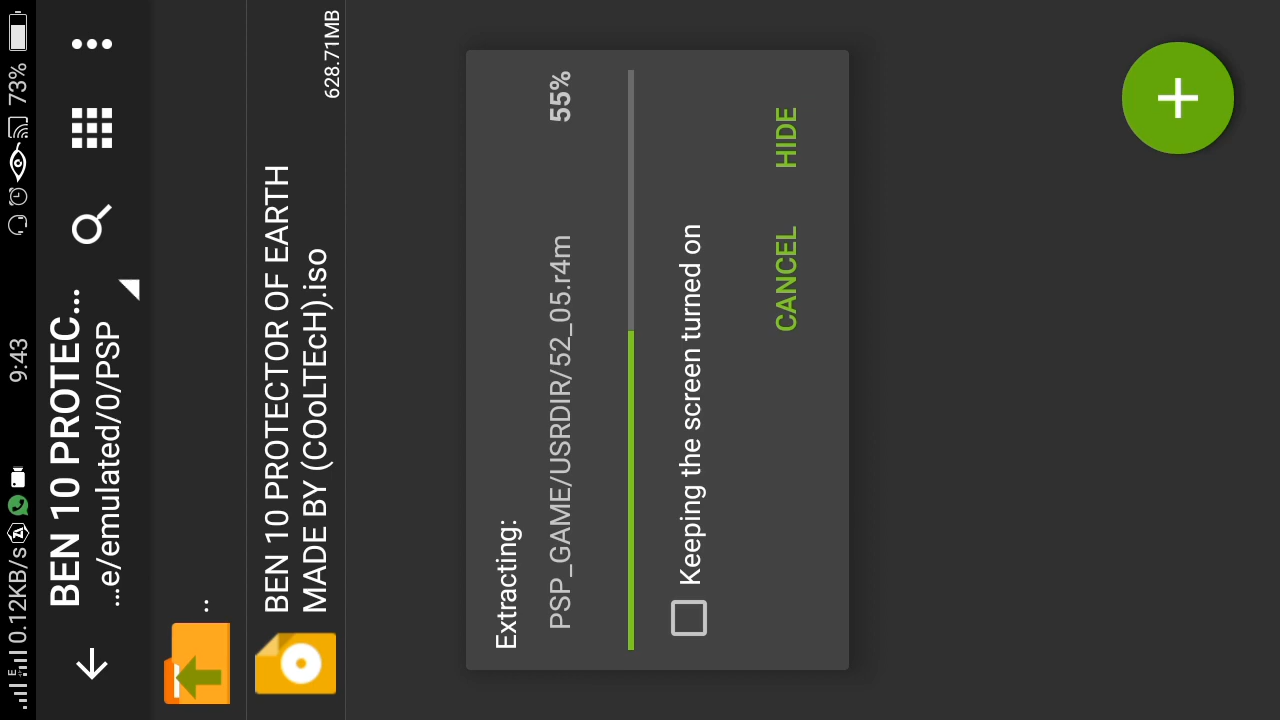 0.12KB/s
9:43
73%
BEN 10 PROTEC...
...e/emulated/0/PSP
..
BEN 10 PROTECTOR OF EARTH
MADE BY (COoLTEcH).iso
628.71MB
Extracting:
PSP_GAME/USRDIR/52_05.r4m
55%
Keeping the screen turned on
CANCEL
HIDE